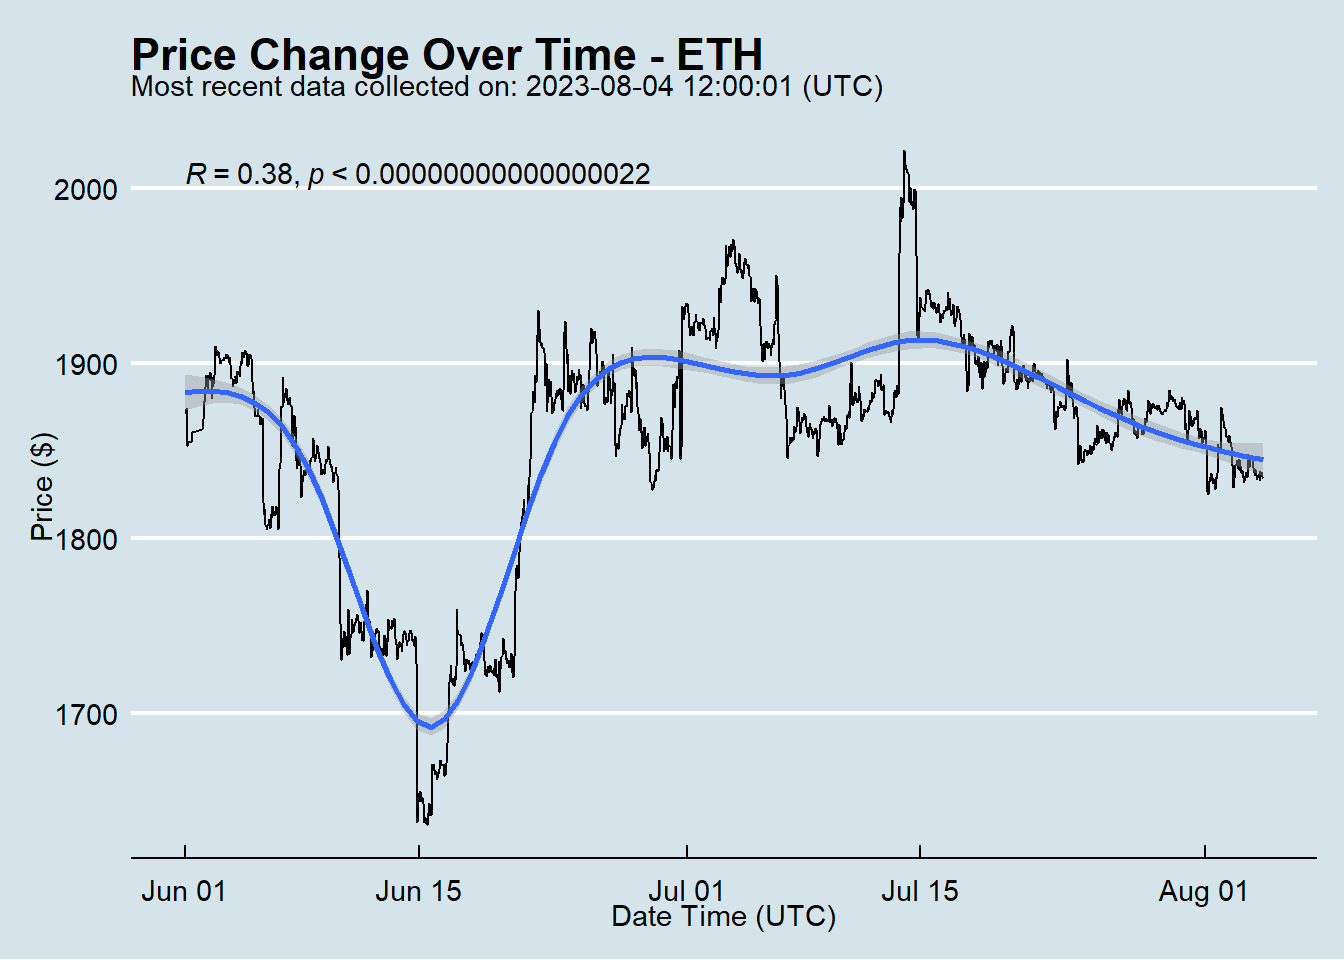 Price Change Over Time - ETH
Most recent data collected on: 2023-08-04 12:00:01 (UTC)
R = 0.38, p < 0.00000000000000022
2000
1900
1800
1700
Price ($)
Jun 01
Jun 15
Jul 01
Jul 15
Aug 01
Date Time (UTC)